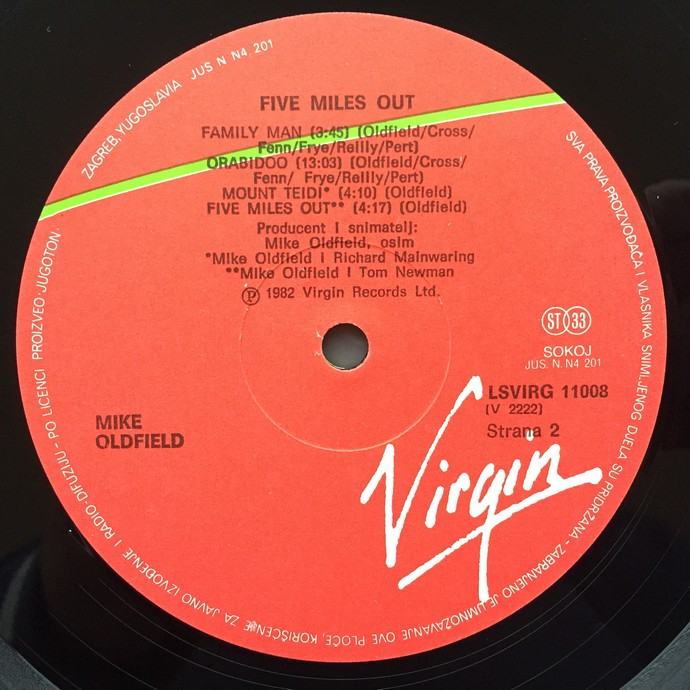 FIVE MILES OUT
FAMILY MAN (3:45) (Oldfield/Cross/
Fenn/Frye/Reilly/Pert)
ORABIDOO (13:03) (Oldfield/Cross/
Fenn/ Frye/Reilly/Pert)
MOUNT TEIDI* (4:10) (Oldfield)
FIVE MILES OUT** (4:17) (Oldfield)
Producent i snimatelj:
Mike Oldfield, osim
*Mike Oldfield i Richard Mainwaring
**Mike Oldfield i Tom Newman
Ⓟ 1982 Virgin Records Ltd.
ST 33
SOKOJ
JUS. N. N4 201
LSVIRG 11008
(V 2222)
Strana 2
MIKE
OLDFIELD
Virgin
SVA PRAVA PROIZVOĐAČA I VLASNIKA SNIMLJENOG DJELA SU PRIDRŽANA - ZABRANJENO JE UMNOŽAVANJE OVE PLOČE, KORIŠĆENJE ZA JAVNO IZVOĐENJE I RADIO-DIFUZIJU - PO LICENCI PROIZVEO JUGOTON ZAGREB, YUGOSLAVIA JUS N N4 201